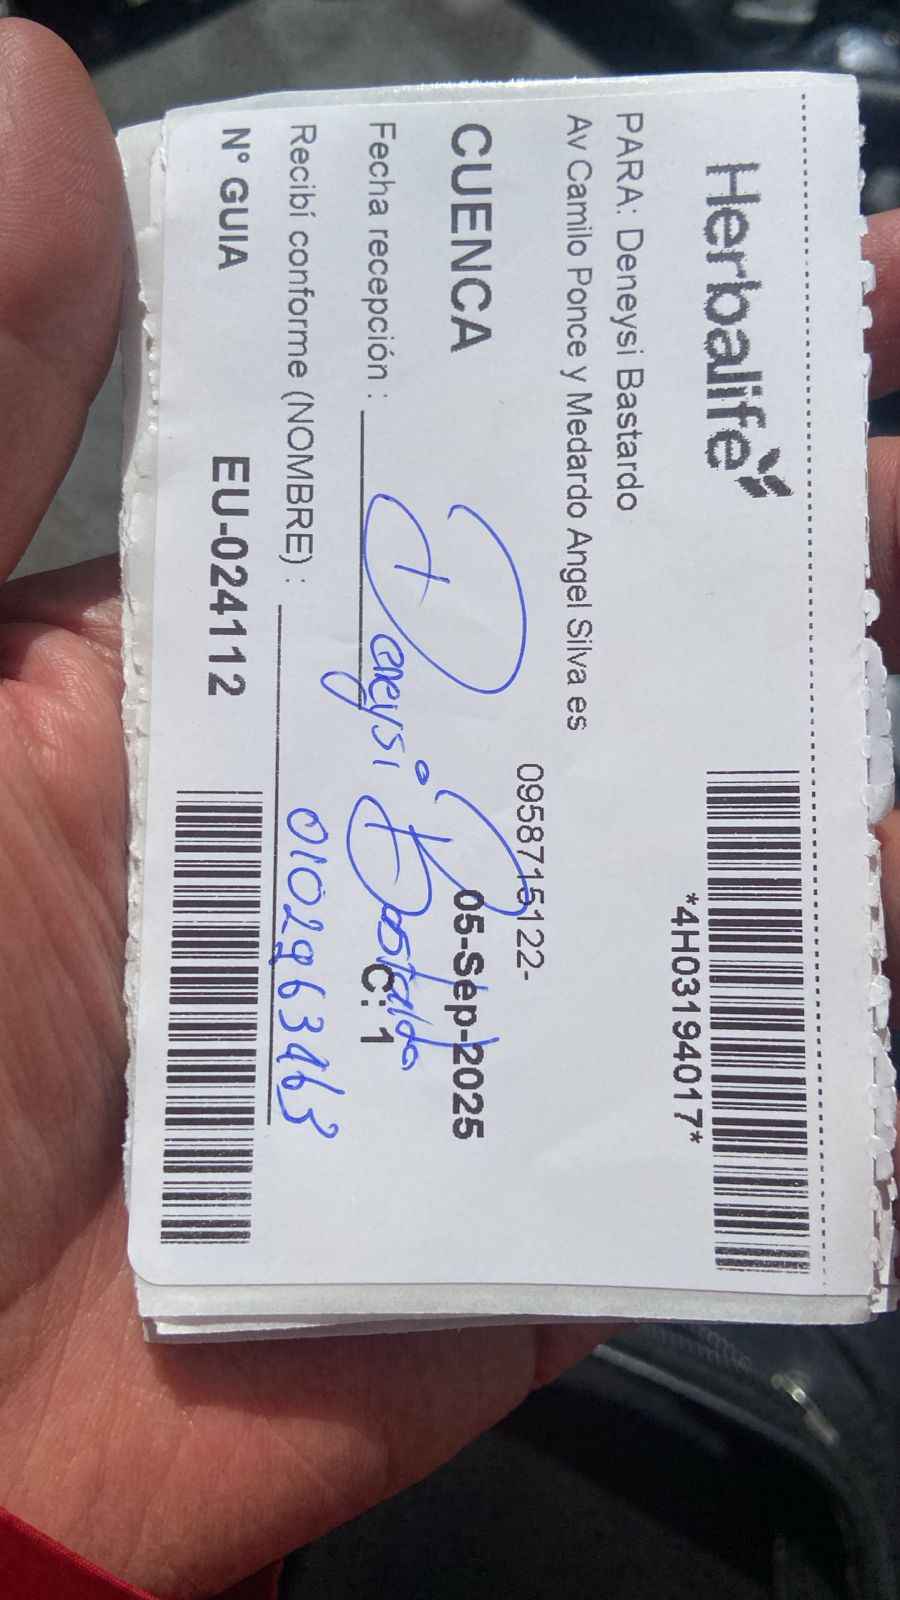 Herbalife
*4H03194017*
PARA: Deneysi Bastardo
Av Camilo Ponce y Medardo Angel Silva es
0958715122-
CUENCA
05-Sep-2025
Fecha recepción :
Deneysi Bastardo
C: 1
Recibí conforme (NOMBRE) :
0102963463
N° GUIA
EU-024112